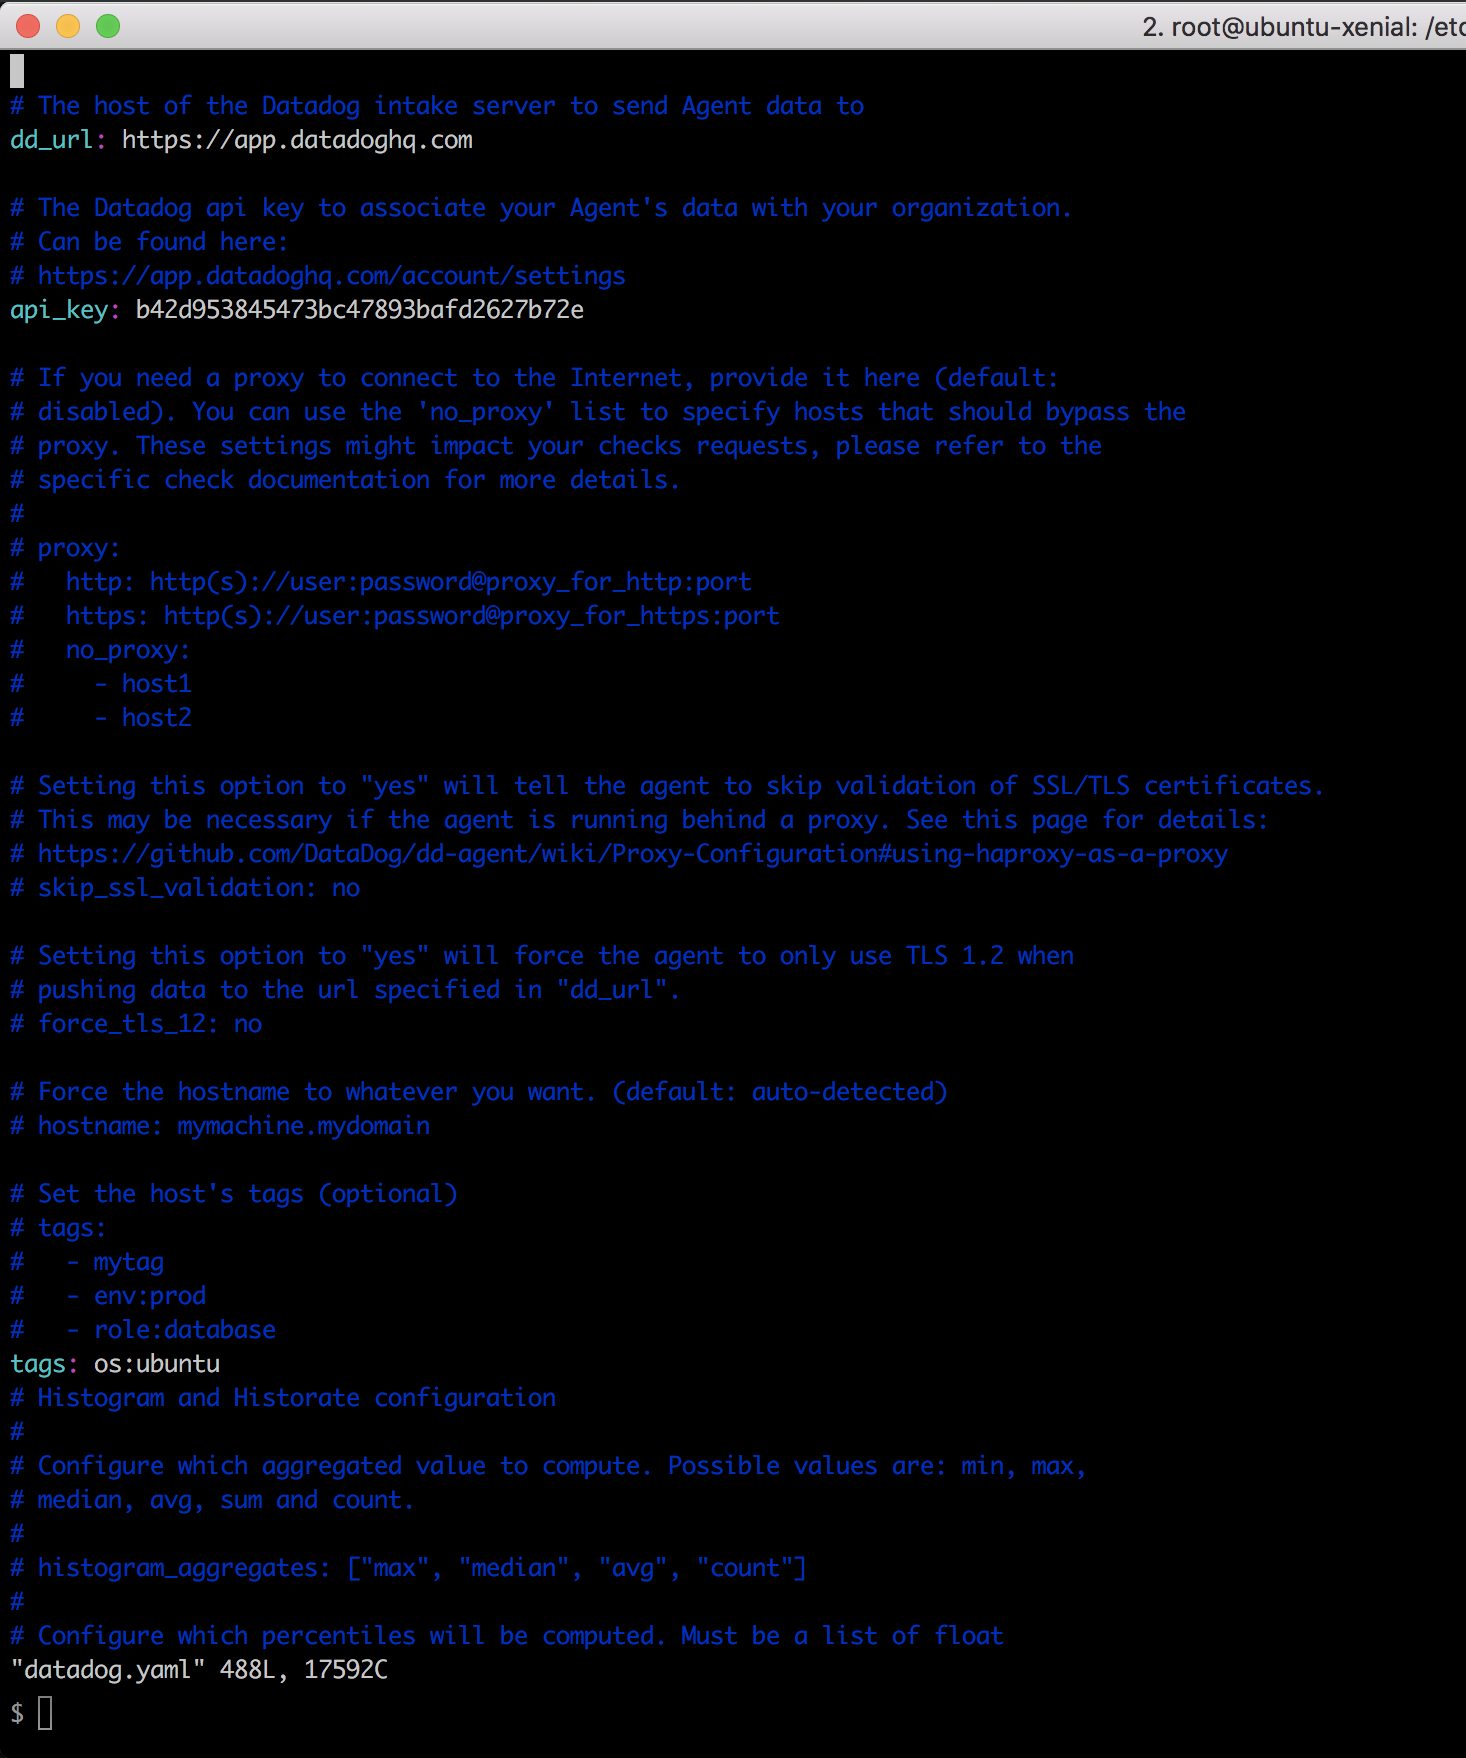 2. root@ubuntu-xenial: /etc
# The host of the Datadog intake server to send Agent data to
dd_url: https://app.datadoghq.com
# The Datadog api key to associate your Agent's data with your organization.
# Can be found here:
# https://app.datadoghq.com/account/settings
api_key: b42d953845473bc47893bafd2627b72e
# If you need a proxy to connect to the Internet, provide it here (default:
# disabled). You can use the 'no_proxy' list to specify hosts that should bypass the
# proxy. These settings might impact your checks requests, please refer to the
# specific check documentation for more details.
#
# proxy:
#   http: http(s)://user:password@proxy_for_http:port
#   https: http(s)://user:password@proxy_for_https:port
#   no_proxy:
#     - host1
#     - host2
# Setting this option to "yes" will tell the agent to skip validation of SSL/TLS certificates.
# This may be necessary if the agent is running behind a proxy. See this page for details:
# https://github.com/DataDog/dd-agent/wiki/Proxy-Configuration#using-haproxy-as-a-proxy
# skip_ssl_validation: no
# Setting this option to "yes" will force the agent to only use TLS 1.2 when
# pushing data to the url specified in "dd_url".
# force_tls_12: no
# Force the hostname to whatever you want. (default: auto-detected)
# hostname: mymachine.mydomain
# Set the host's tags (optional)
# tags:
#   - mytag
#   - env:prod
#   - role:database
tags: os:ubuntu
# Histogram and Historate configuration
#
# Configure which aggregated value to compute. Possible values are: min, max,
# median, avg, sum and count.
#
# histogram_aggregates: ["max", "median", "avg", "count"]
#
# Configure which percentiles will be computed. Must be a list of float
"datadog.yaml" 488L, 17592C
$